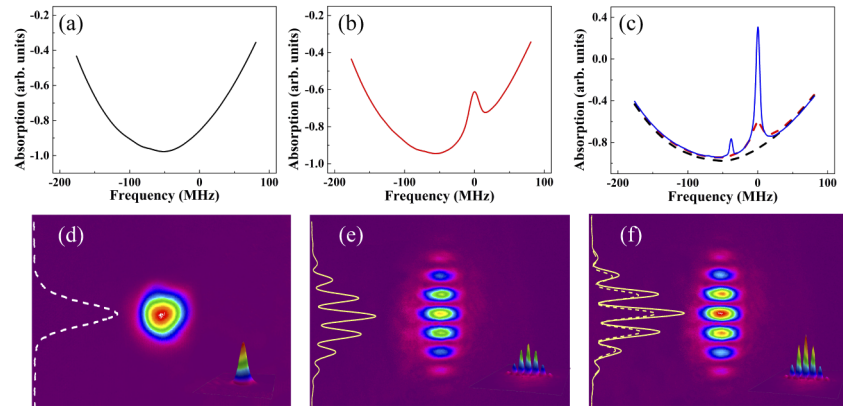 (a)
(b)
(c)
Absorption (arb. units)
-0.2
-0.4
-0.6
-0.8
-1.0
-200
-100
0
100
Frequency (MHz)
Absorption (arb. units)
-0.2
-0.4
-0.6
-0.8
-1.0
-200
-100
0
100
Frequency (MHz)
Absorption (arb. units)
0.4
0.0
-0.4
-0.8
-200
-100
0
100
Frequency (MHz)
(d)
(e)
(f)